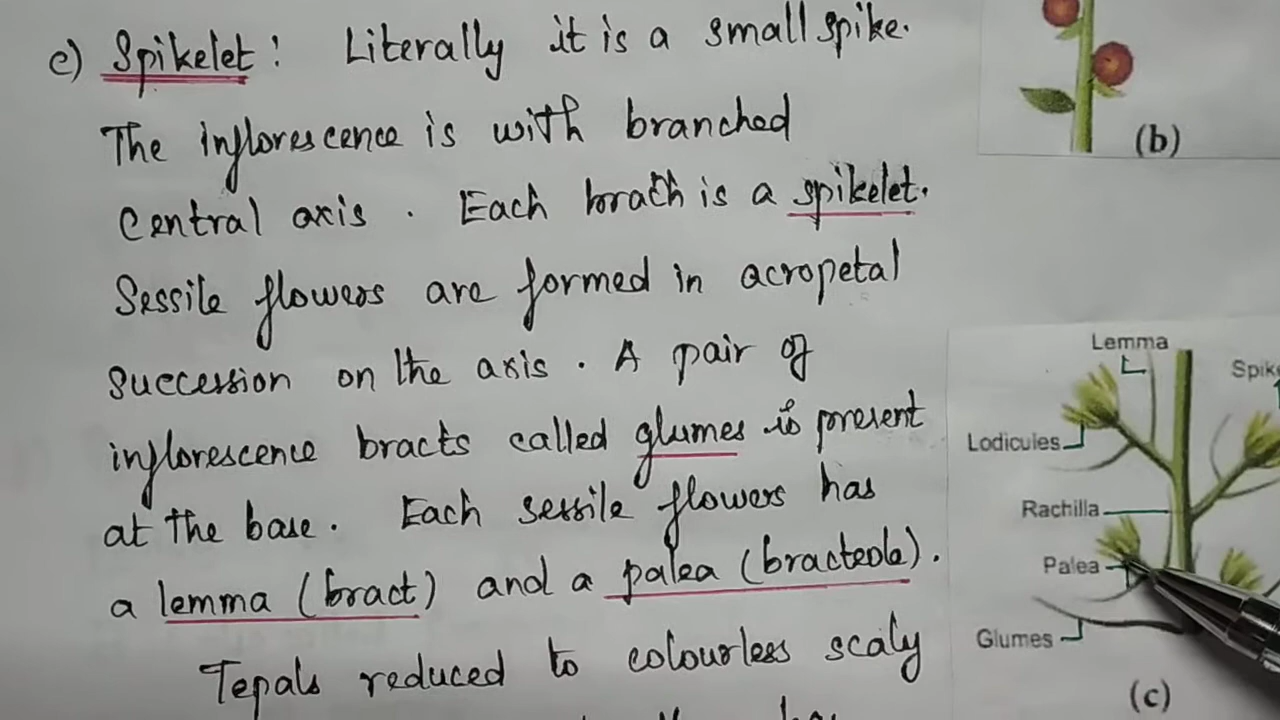 e) Spikelet : Literally it is a small spike.
The inflorescence is with branched
central axis . Each brath is a spikelet.
Sessile flowers are formed in acropetal
succession on the axis . A pair of
inflorescence bracts called glumes is present
at the base . Each sessile flowers has
a lemma (bract) and a palea (bracteole).
Tepals reduced to colourless scaly
(b)
Lemma
Lodicules
Rachilla
Palea
Glumes
(c)